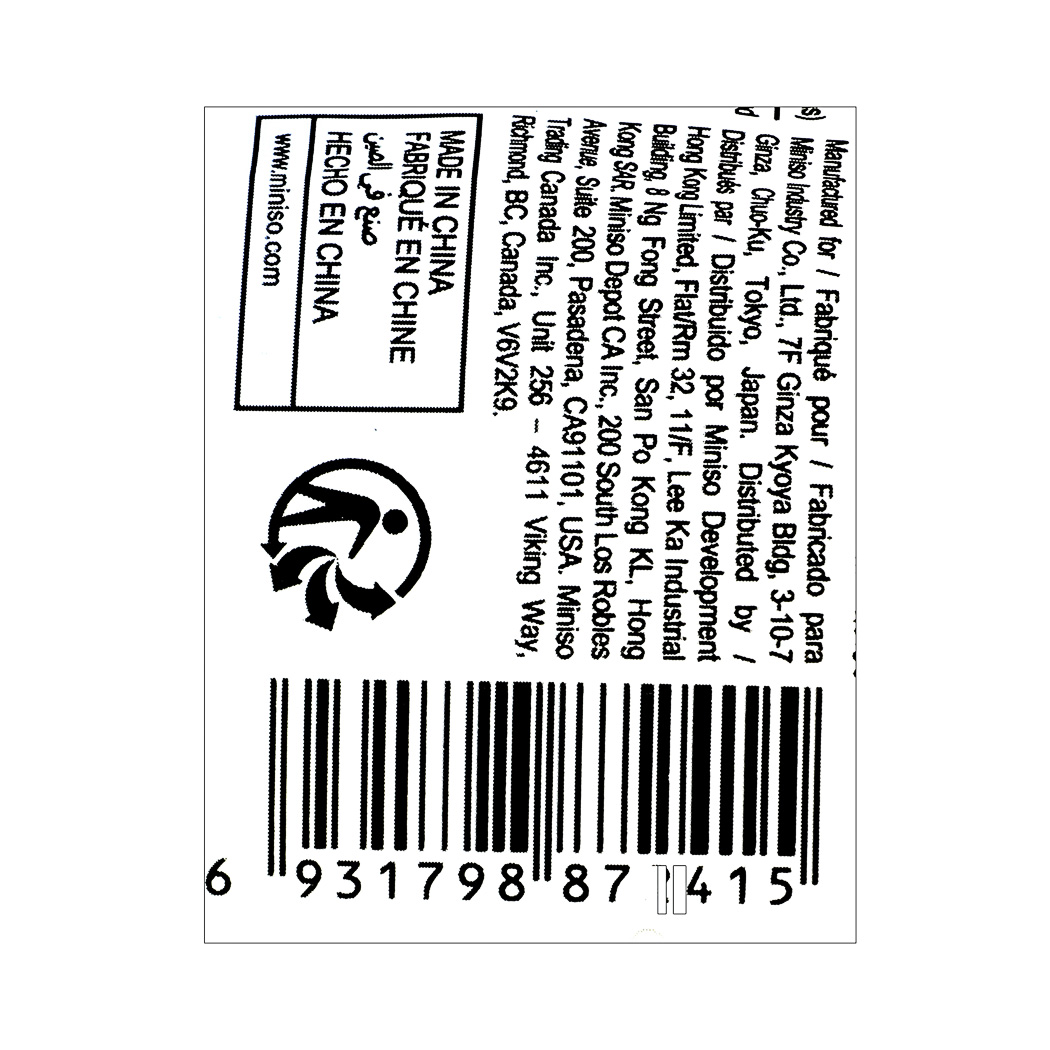 Manufactured for / Fabriqué pour / Fabricado para
Miniso Industry Co., Ltd., 7F Ginza Kyoya Bldg, 3-10-7
Ginza, Chuo-Ku, Tokyo, Japan. Distributed by /
Distribués par / Distribuido por Miniso Development
Hong Kong Limited, Flat/Rm 32, 11/F, Lee Ka Industrial
Building, 8 Ng Fong Street, San Po Kong KL, Hong
Kong SAR. Miniso Depot CA Inc., 200 South Los Robles
Avenue, Suite 200, Pasadena, CA91101, USA. Miniso
Trading Canada Inc., Unit 256 – 4611 Viking Way,
Richmond, BC, Canada, V6V2K9.
MADE IN CHINA
FABRIQUÉ EN CHINE
صنع في الصين
HECHO EN CHINA
www.miniso.com
6 931798 87 415